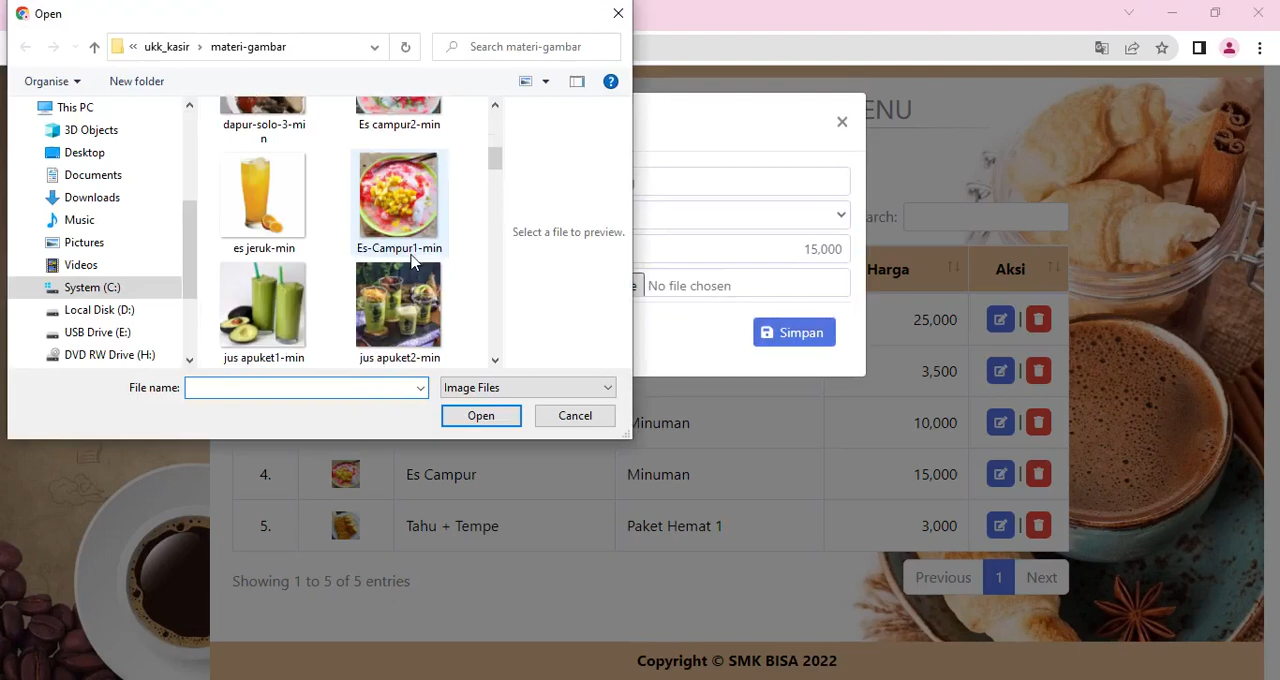 Open
ukk_kasir
materi-gambar
Search materi-gambar
Organise
New folder
This PC
3D Objects
Desktop
Documents
Downloads
Music
Pictures
Videos
System (C:)
Local Disk (D:)
USB Drive (E:)
DVD RW Drive (H:)
dapur-solo-3-mi
n
Es campur2-min
es jeruk-min
Es-Campur1-min
jus apuket1-min
jus apuket2-min
Select a file to preview.
File name:
Image Files
Open
Cancel
ENU
15,000
No file chosen
Simpan
earch:
Harga
Aksi
25,000
|
3,500
|
Minuman
10,000
|
4.
Es Campur
Minuman
15,000
|
5.
Tahu + Tempe
Paket Hemat 1
3,000
|
Showing 1 to 5 of 5 entries
Previous
1
Next
Copyright © SMK BISA 2022